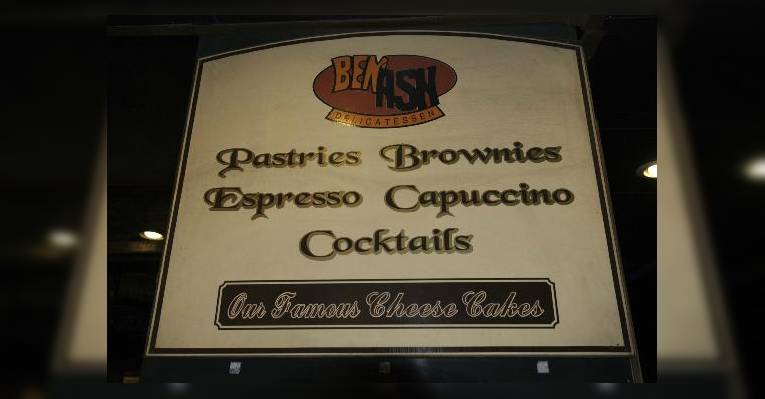 BEN ASH
DELICATESSEN
Pastries Brownies
Espresso Capuccino
Cocktails
Our Famous Cheese Cakes